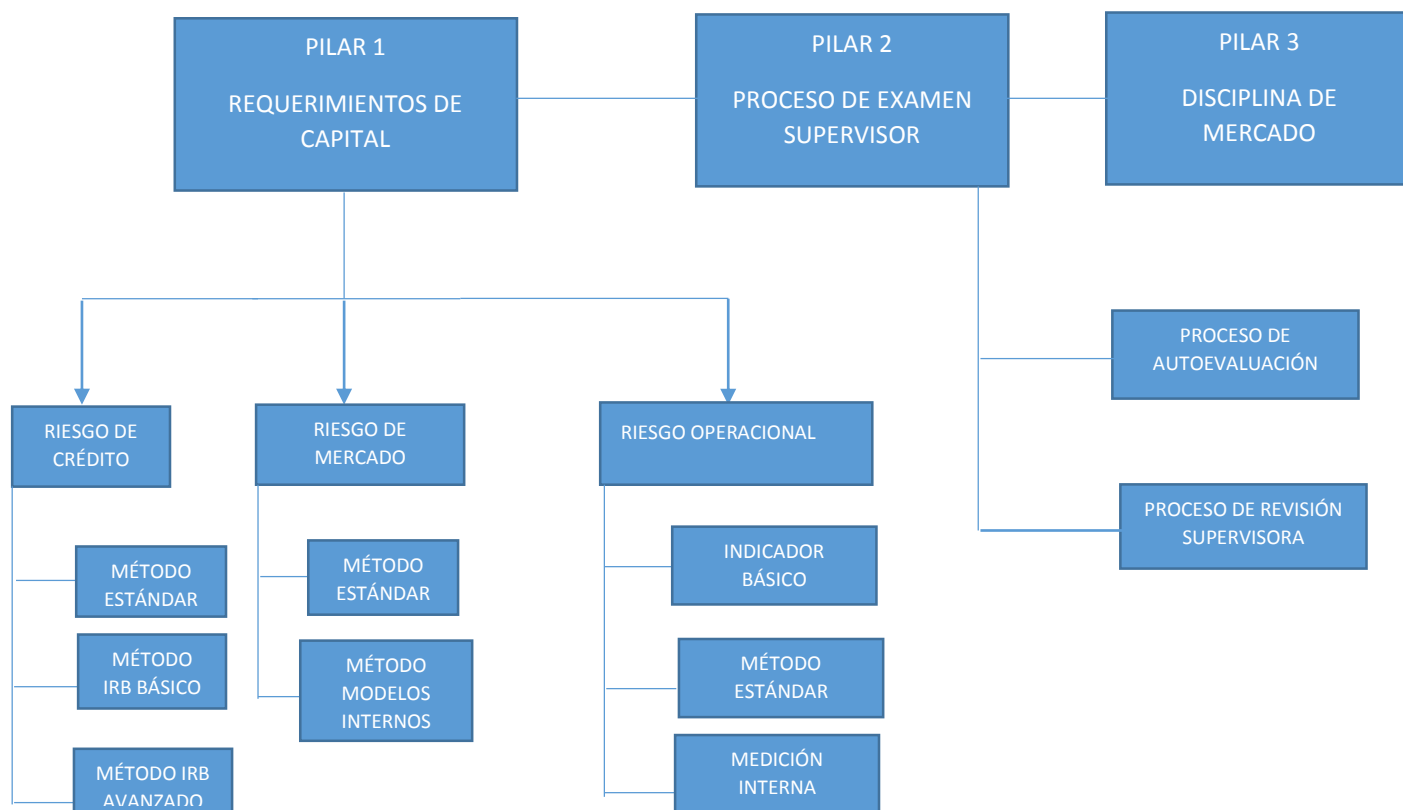 PILAR 1
REQUERIMIENTOS DE
CAPITAL
PILAR 2
PROCESO DE EXAMEN
SUPERVISOR
PILAR 3
DISCIPLINA DE
MERCADO
RIESGO DE
CRÉDITO
MÉTODO
ESTÁNDAR
MÉTODO
IRB BÁSICO
MÉTODO IRB
AVANZADO
RIESGO DE
MERCADO
MÉTODO
ESTÁNDAR
MÉTODO
MODELOS
INTERNOS
RIESGO OPERACIONAL
INDICADOR
BÁSICO
MÉTODO
ESTÁNDAR
MEDICIÓN
INTERNA
PROCESO DE
AUTOEVALUACIÓN
PROCESO DE REVISIÓN
SUPERVISORA